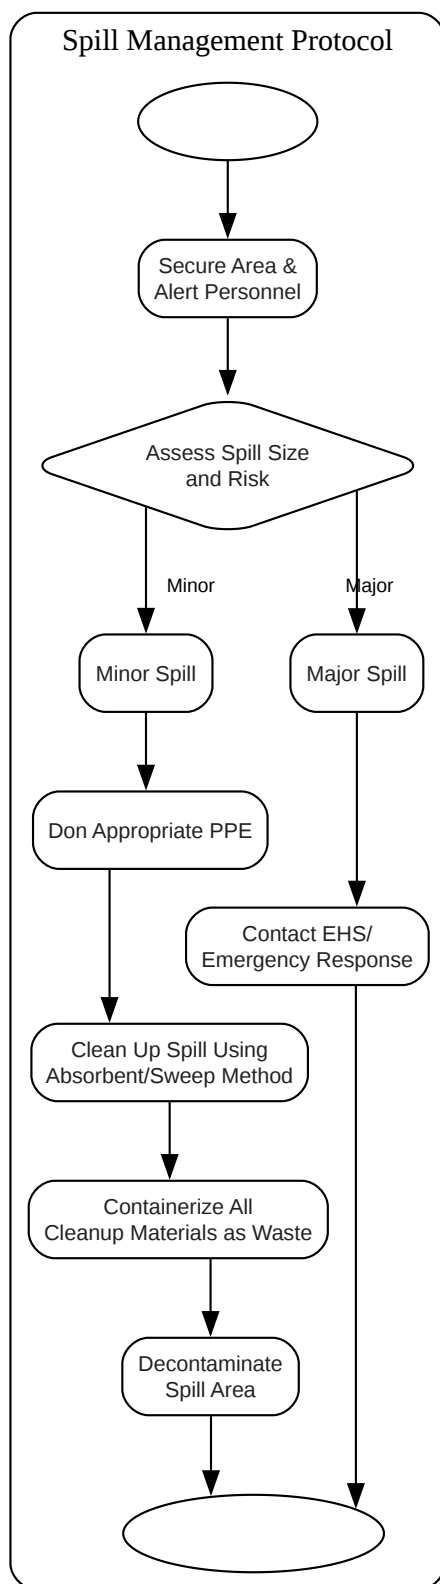 Spill Management Protocol
Secure Area &
Alert Personnel
Assess Spill Size
and Risk
Minor
Major
Minor Spill
Major Spill
Don Appropriate PPE
Contact EHS/
Emergency Response
Clean Up Spill Using
Absorbent/Sweep Method
Containerize All
Cleanup Materials as Waste
Decontaminate
Spill Area